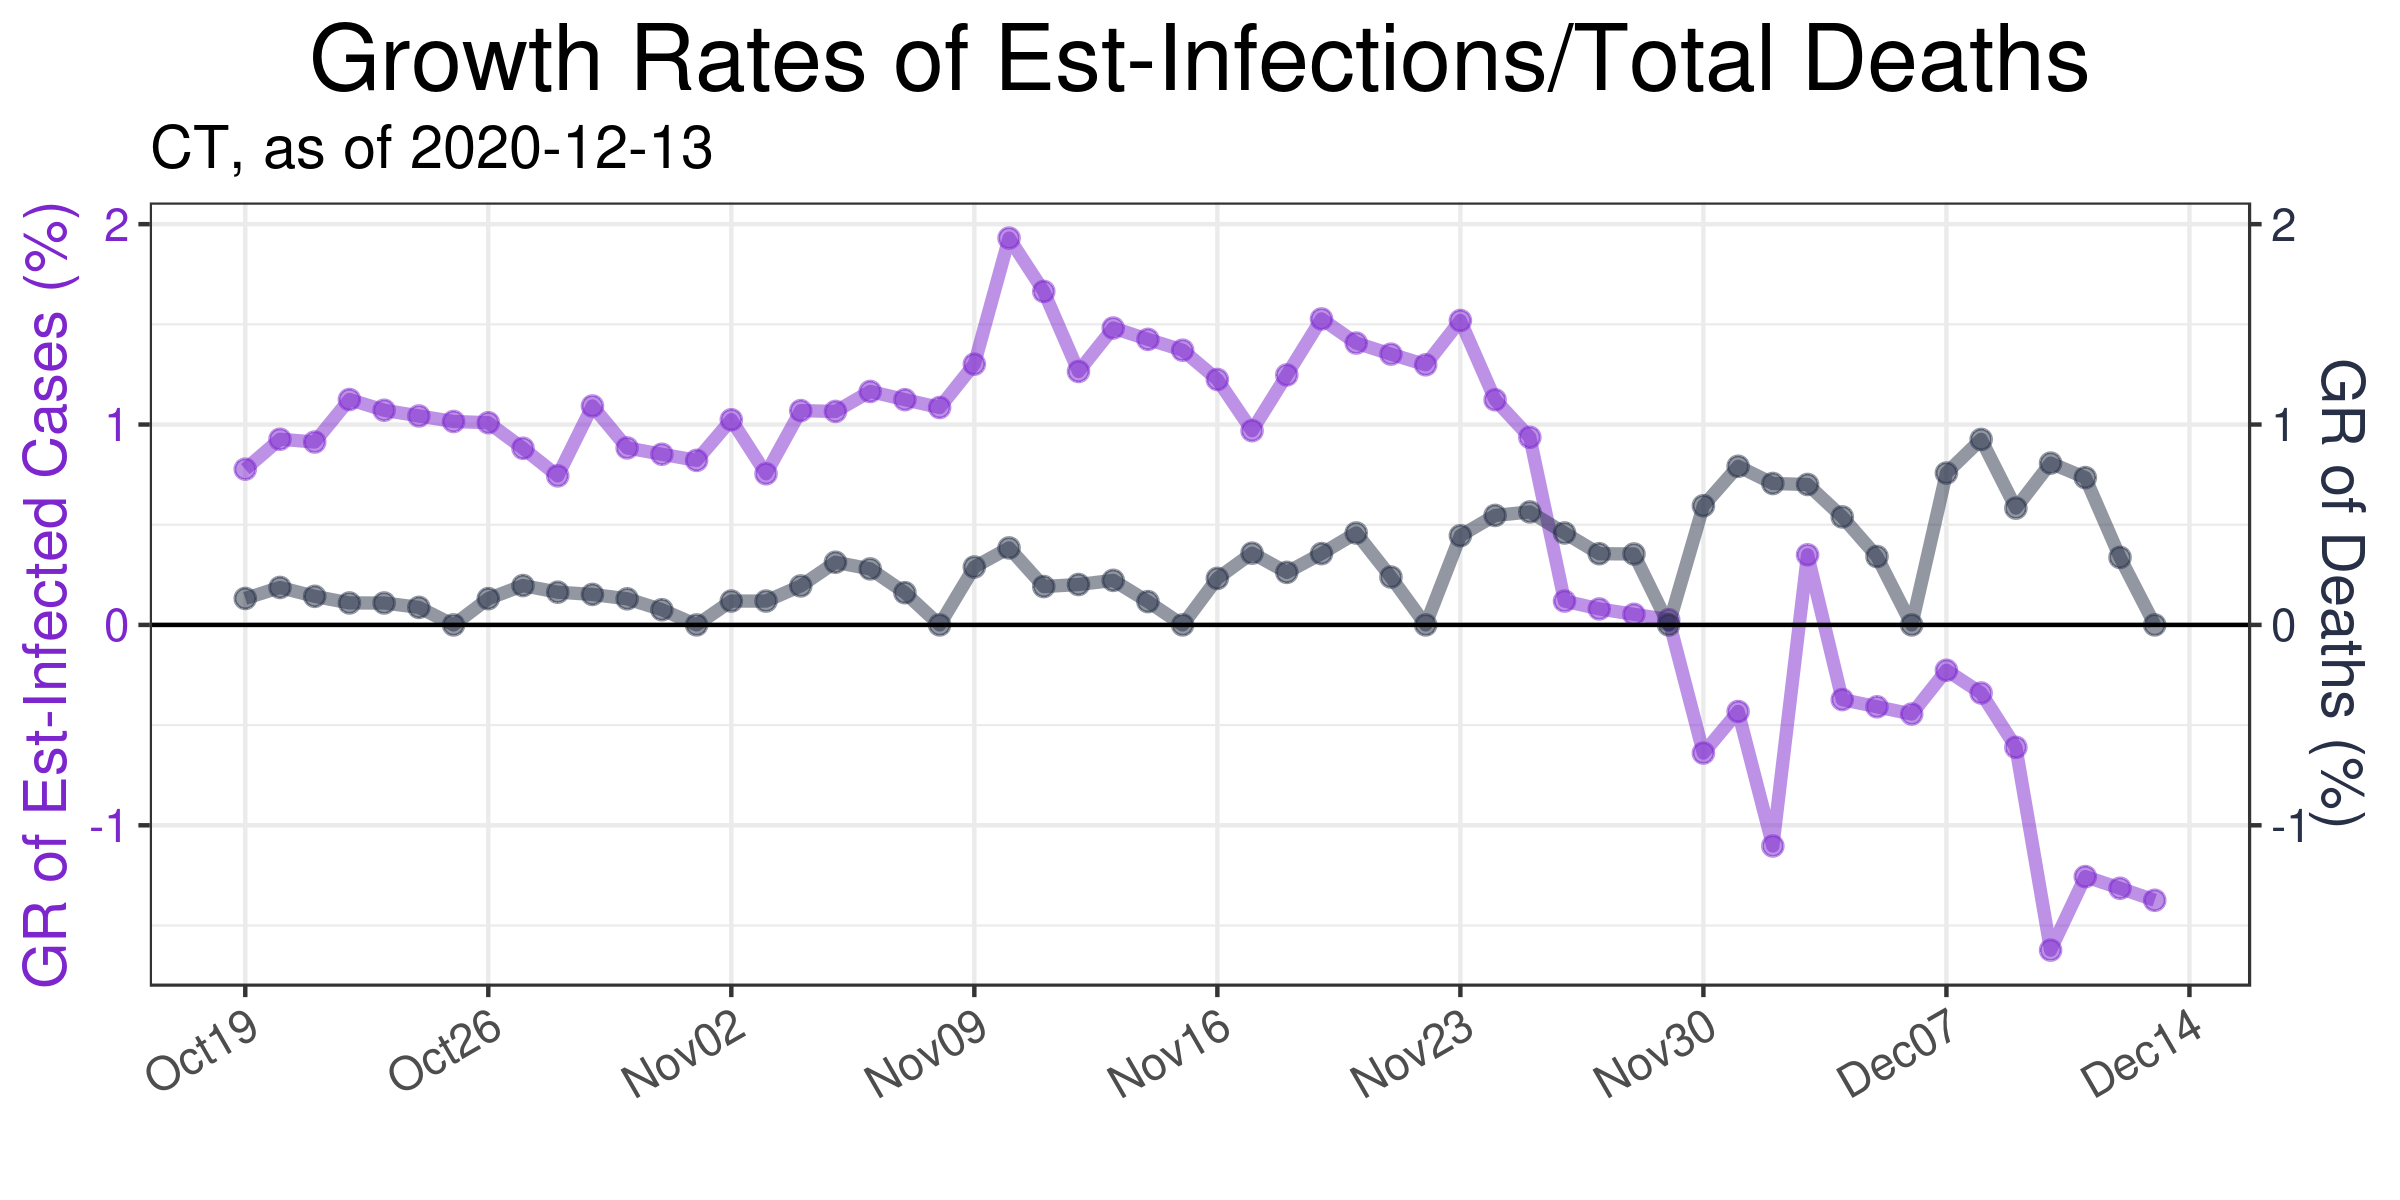 Growth Rates of Est-Infections/Total Deaths
CT, as of 2020-12-13
GR of Est-Infected Cases (%)
2
1
0
-1
2
1
0
-1
GR of Deaths (%)
Oct19
Oct26
Nov02
Nov09
Nov16
Nov23
Nov30
Dec07
Dec14